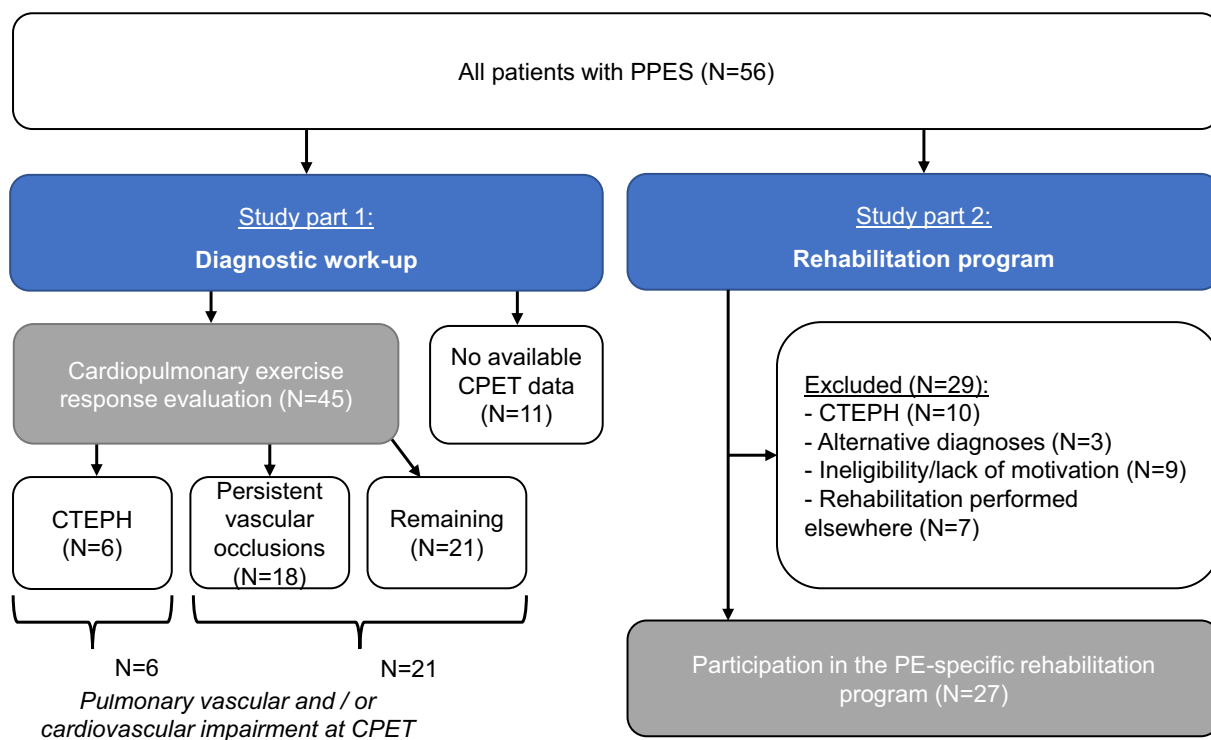 All patients with PPES (N=56)
Study part 1:
Diagnostic work-up
Study part 2:
Rehabilitation program
Cardiopulmonary exercise
response evaluation (N=45)
No available
CPET data
(N=11)
CTEPH
(N=6)
Persistent
vascular
occlusions
(N=18)
Remaining
(N=21)
N=6
N=21
Pulmonary vascular and / or
cardiovascular impairment at CPET
Excluded (N=29):
- CTEPH (N=10)
- Alternative diagnoses (N=3)
- Ineligibility/lack of motivation (N=9)
- Rehabilitation performed
elsewhere (N=7)
Participation in the PE-specific rehabilitation
program (N=27)